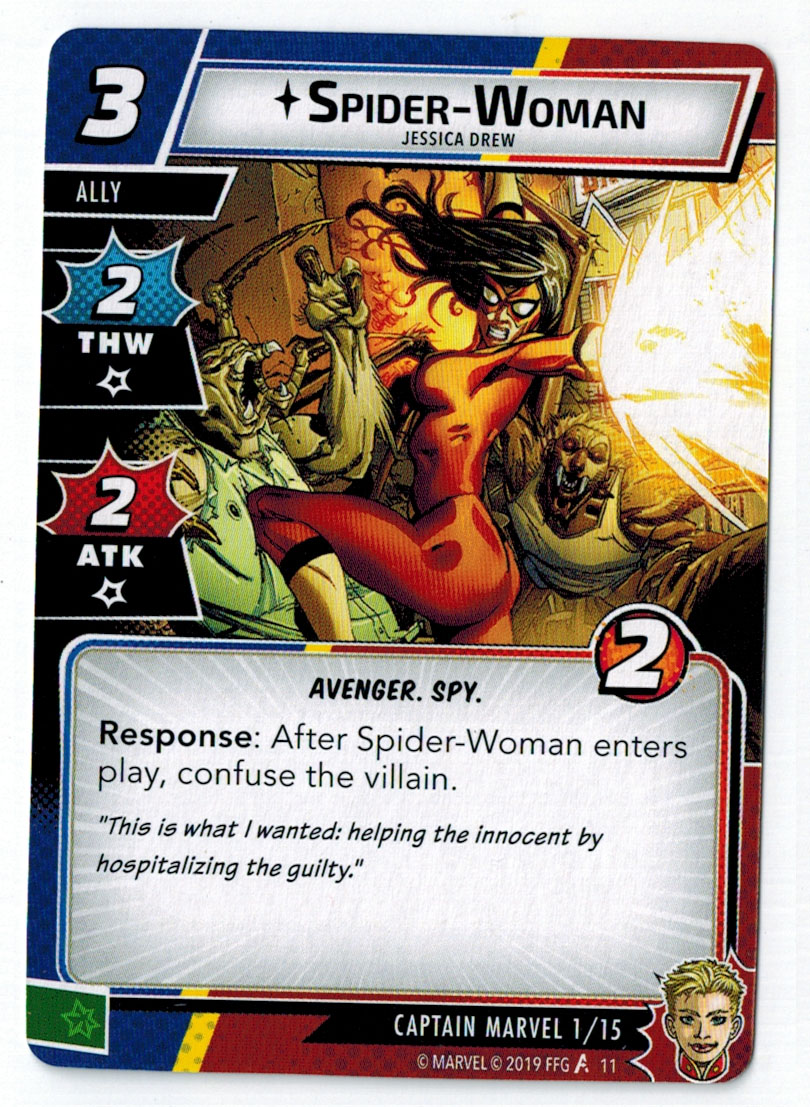 3
SPIDER-WOMAN
JESSICA DREW
ALLY
2
THW
2
ATK
2
AVENGER. SPY.
Response: After Spider-Woman enters
play, confuse the villain.
"This is what I wanted: helping the innocent by
hospitalizing the guilty."
CAPTAIN MARVEL 1/15
© MARVEL © 2019 FFG 11